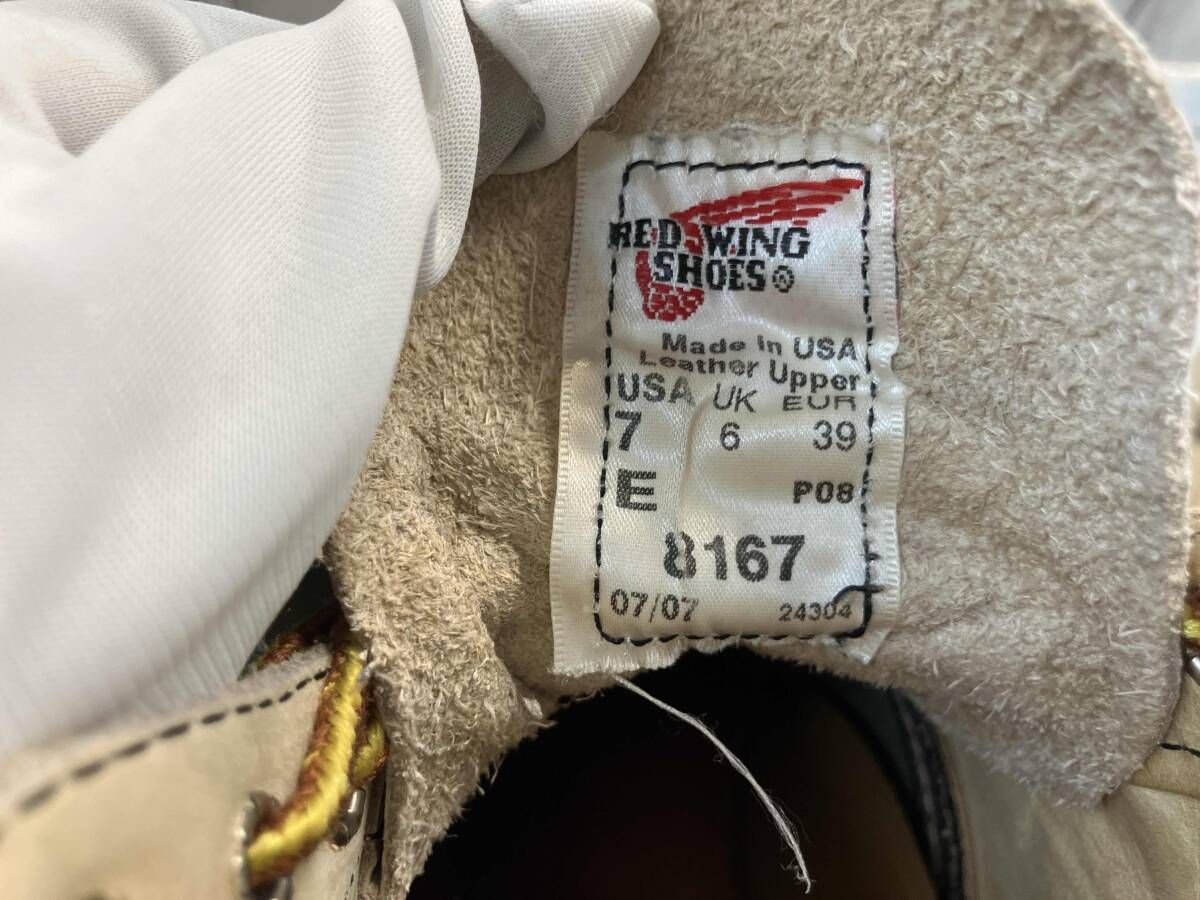 RED WING
SHOES®
Made in USA
Leather Upper
USA UK EUR
7 6 39
E P08
8167
07/07 24304